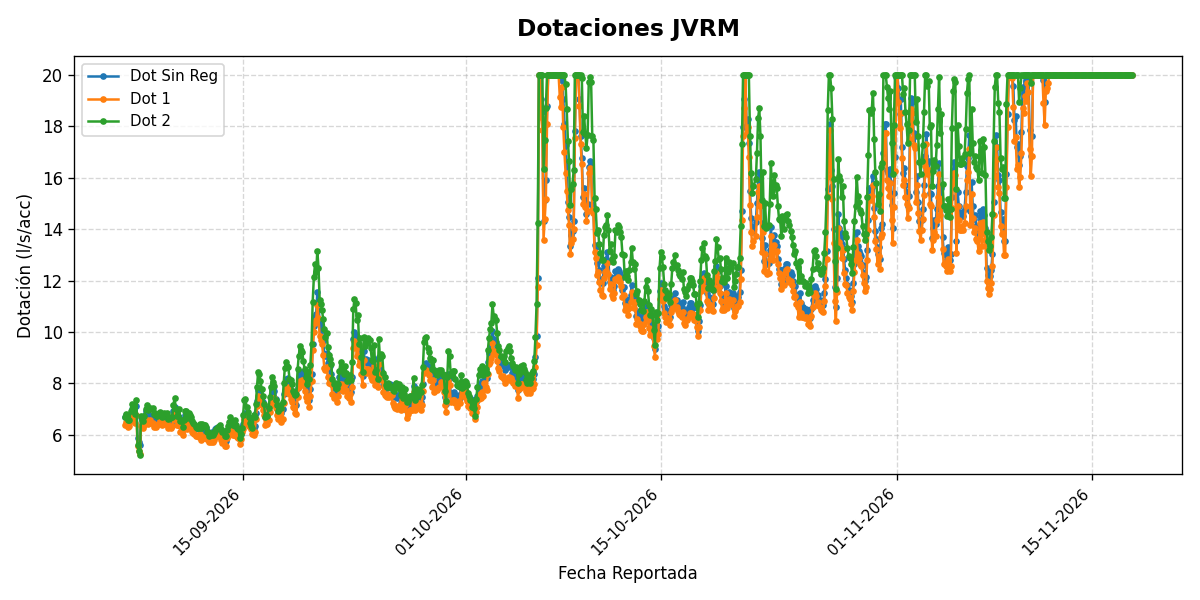 Dotaciones JVRM
Dot Sin Reg
Dot 1
Dot 2
Dotación (l/s/acc)
20
18
16
14
12
10
8
6
15-09-2026
01-10-2026
15-10-2026
01-11-2026
15-11-2026
Fecha Reportada